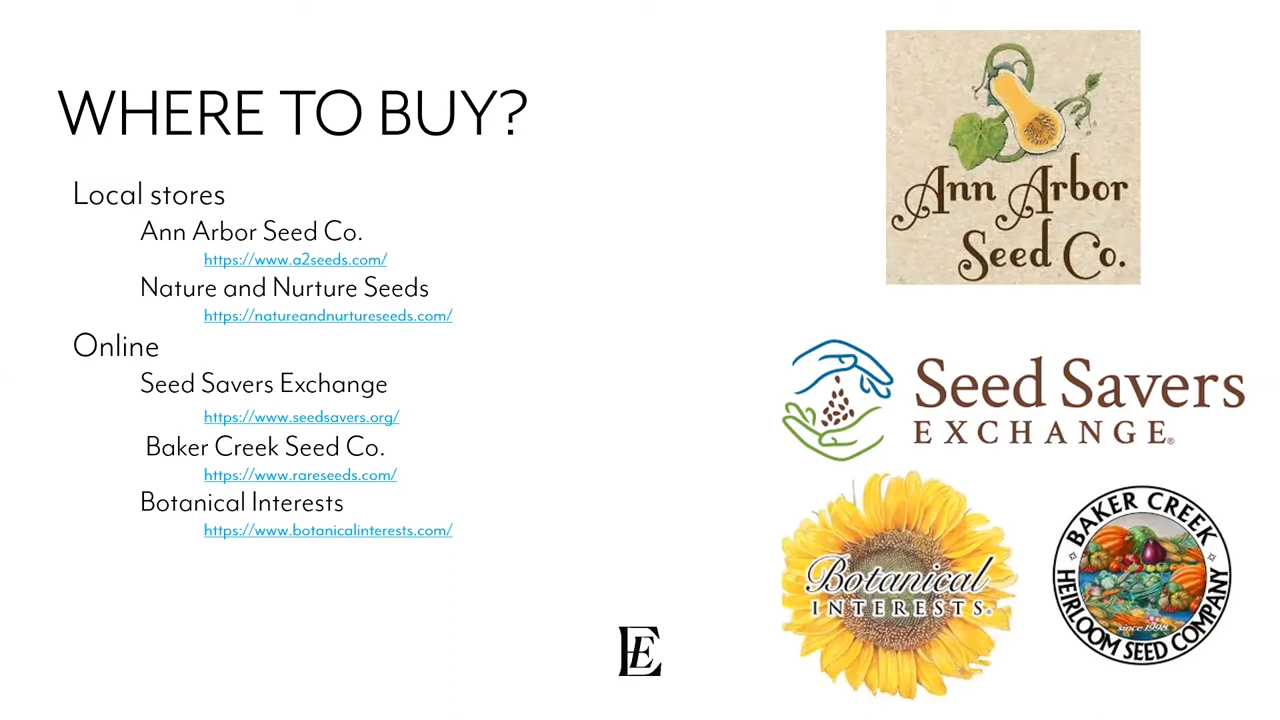 WHERE TO BUY?
Local stores
Ann Arbor Seed Co.
https://www.a2seeds.com/
Nature and Nurture Seeds
https://natureandnurtureseeds.com/
Online
Seed Savers Exchange
https://www.seedsavers.org/
Baker Creek Seed Co.
https://www.rareseeds.com/
Botanical Interests
https://www.botanicalinterests.com/
Ann Arbor
Seed Co.
Seed Savers
EXCHANGE®
Botanical
INTERESTS®
BAKER CREEK
since 1998
HEIRLOOM SEED COMPANY
EE